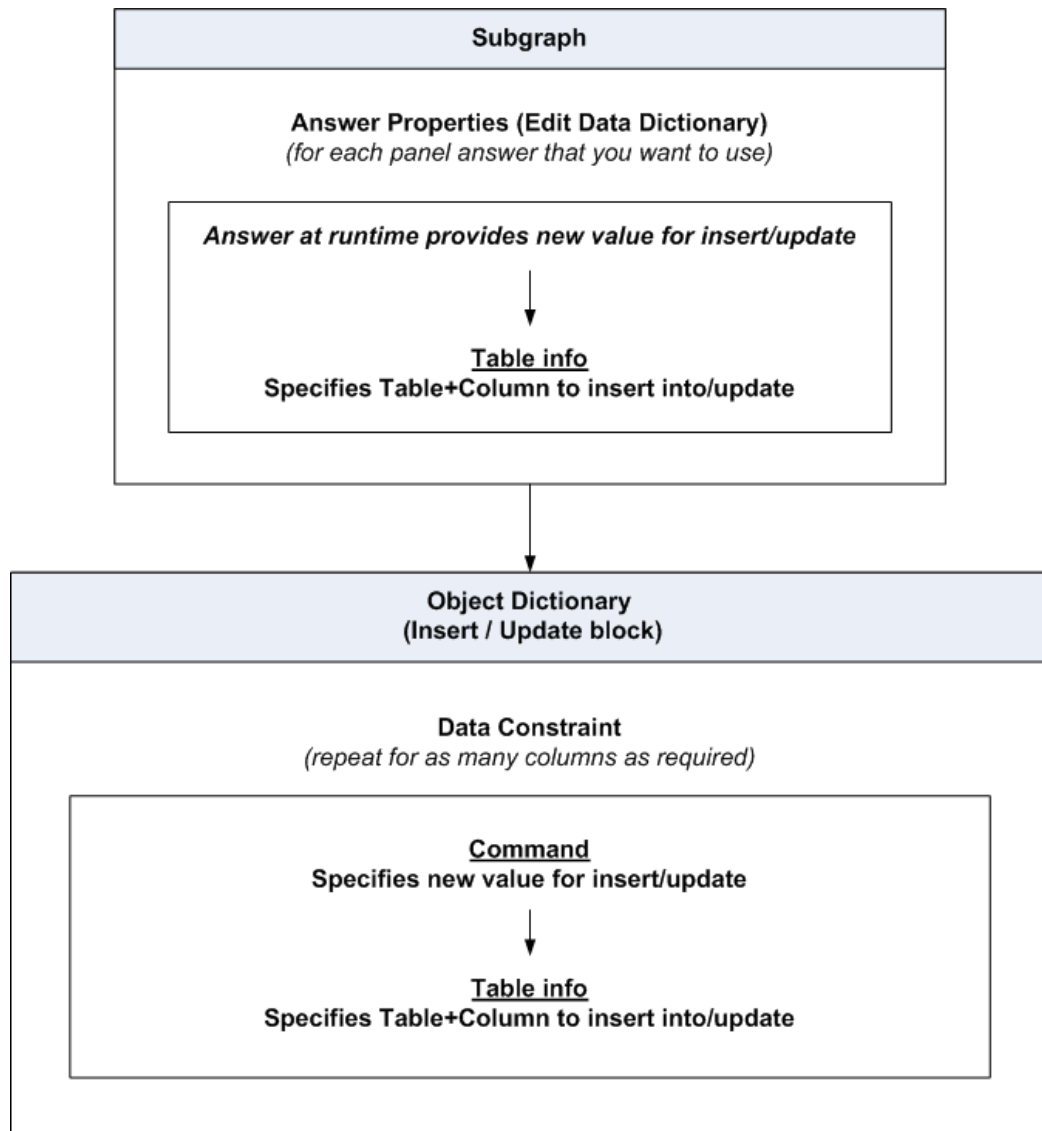 Subgraph
Answer Properties (Edit Data Dictionary)
(for each panel answer that you want to use)
Answer at runtime provides new value for insert/update
Table info
Specifies Table+Column to insert into/update
Object Dictionary
(Insert / Update block)
Data Constraint
(repeat for as many columns as required)
Command
Specifies new value for insert/update
Table info
Specifies Table+Column to insert into/update